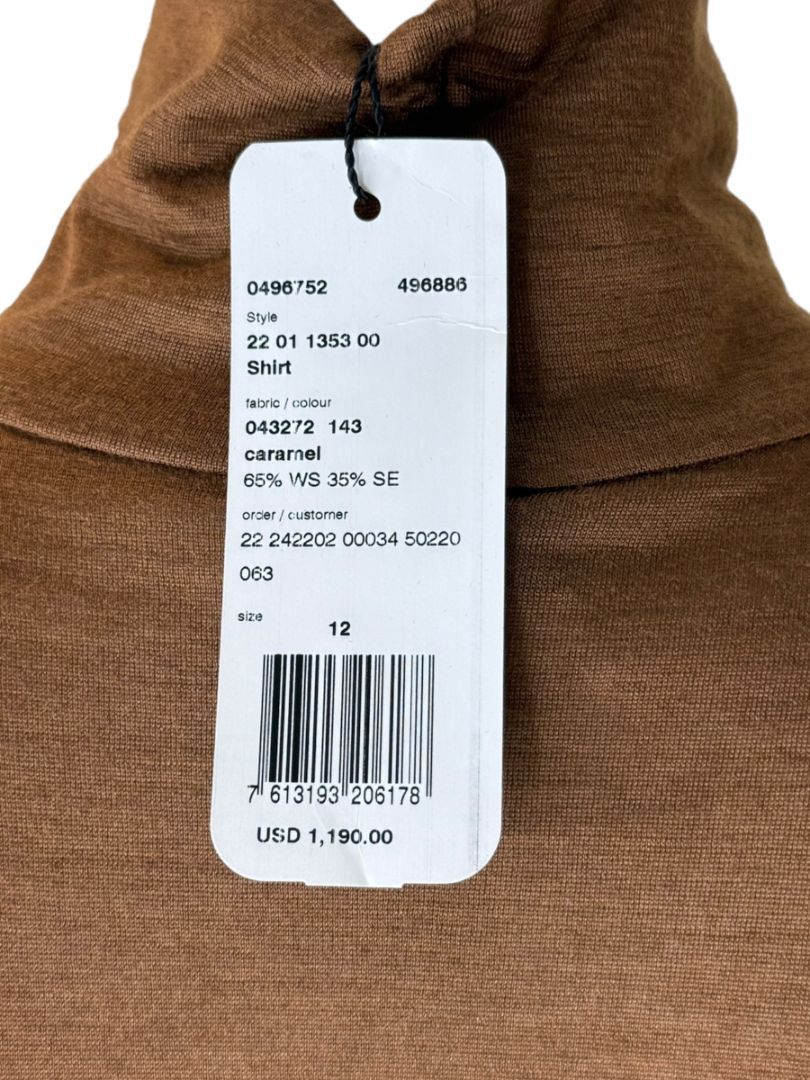 0496752 496886
Style
22 01 1353 00
Shirt
fabric / colour
043272 143
caramel
65% WS 35% SE
order / customer
22 242202 00034 50220
063
size
12
7 613193 206178
USD 1,190.00